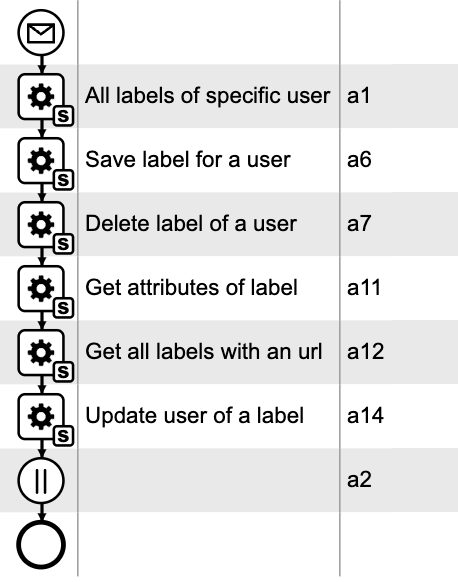 S All labels of specific user a1
S Save label for a user a6
S Delete label of a user a7
S Get attributes of label a11
S Get all labels with an url a12
S Update user of a label a14
a2